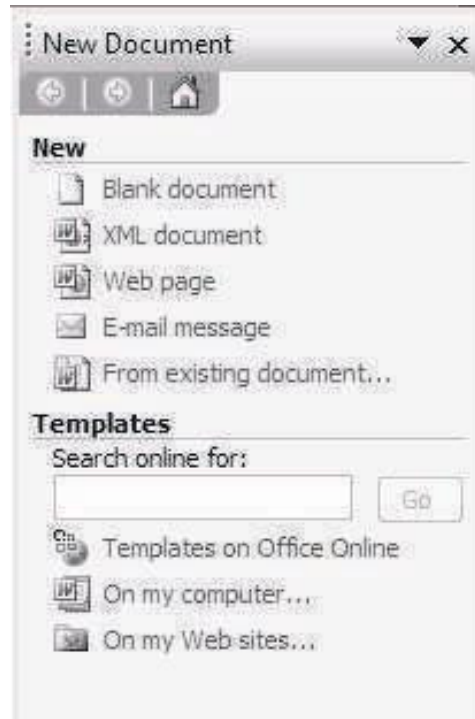 New Document
New
Blank document
XML document
Web page
E-mail message
From existing document...
Templates
Search online for:
Go
Templates on Office Online
On my computer...
On my Web sites...